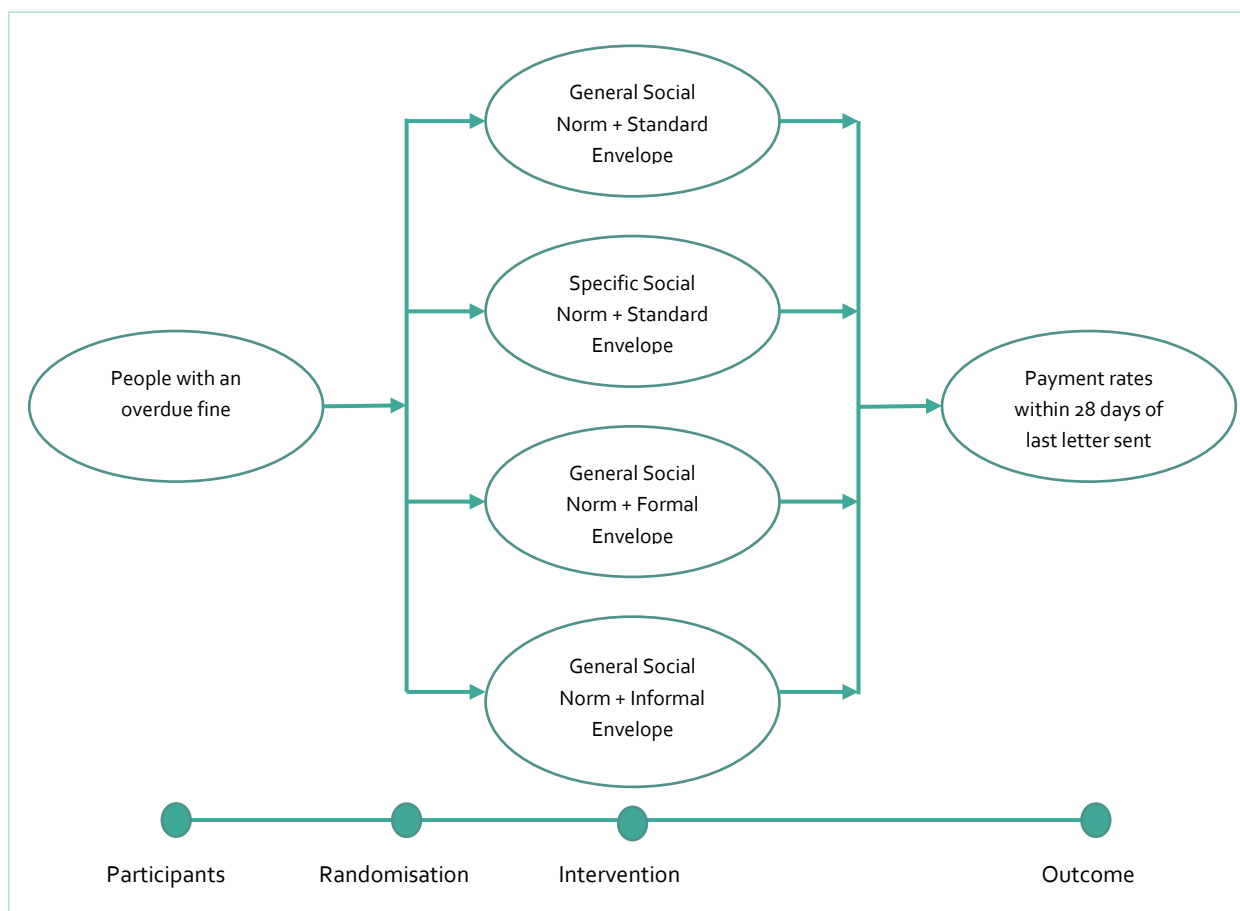 General Social
Norm + Standard
Envelope
Specific Social
Norm + Standard
Envelope
People with an
overdue fine
Payment rates
within 28 days of
last letter sent
General Social
Norm + Formal
Envelope
General Social
Norm + Informal
Envelope
Participants
Randomisation
Intervention
Outcome